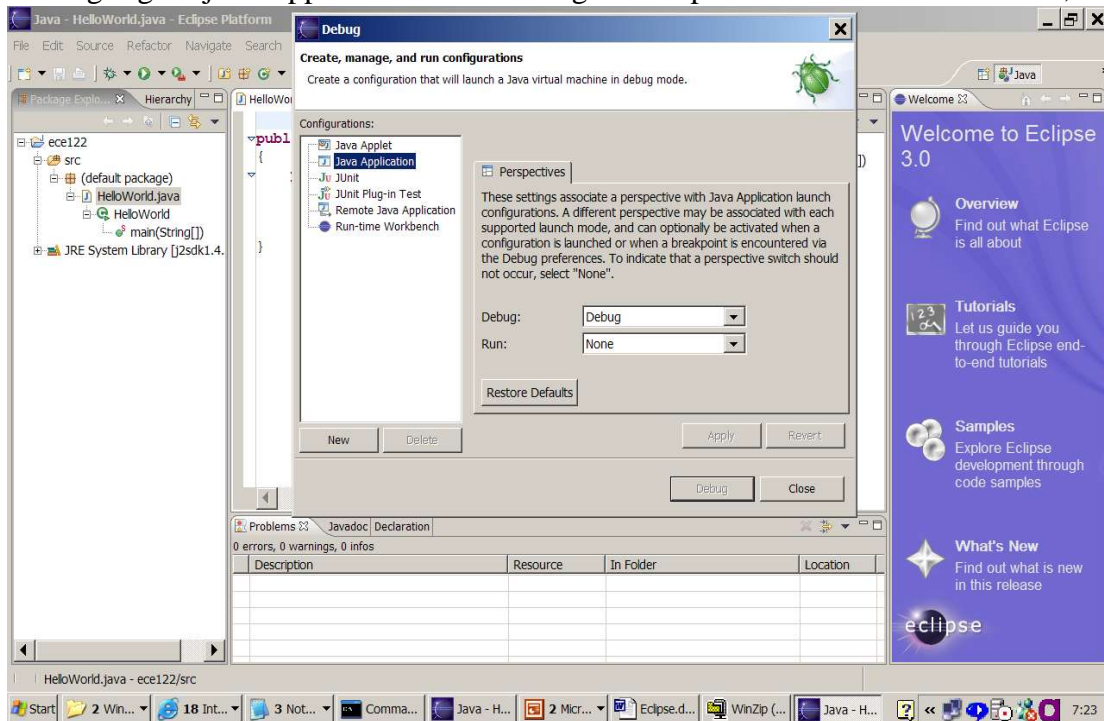 Java - HelloWorld.java - Eclipse Platform
File Edit Source Refactor Navigate Search
Java
Package Explo... Hierarchy
ece122
src
(default package)
HelloWorld.java
HelloWorld
main(String[])
JRE System Library [j2sdk1.4.
HelloWor
publ
{
}
])
Debug
Create, manage, and run configurations
Create a configuration that will launch a Java virtual machine in debug mode.
Configurations:
Java Applet
Java Application
JUnit
JUnit Plug-in Test
Remote Java Application
Run-time Workbench
New Delete
Perspectives
These settings associate a perspective with Java Application launch
configurations. A different perspective may be associated with each
supported launch mode, and can optionally be activated when a
configuration is launched or when a breakpoint is encountered via
the Debug preferences. To indicate that a perspective switch should
not occur, select "None".
Debug: Debug
Run: None
Restore Defaults
Apply Revert
Debug Close
Welcome
Welcome to Eclipse
3.0
Overview
Find out what Eclipse
is all about
Tutorials
Let us guide you
through Eclipse end-
to-end tutorials
Samples
Explore Eclipse
development through
code samples
What's New
Find out what is new
in this release
eclipse
Problems Javadoc Declaration
0 errors, 0 warnings, 0 infos
Description Resource In Folder Location
HelloWorld.java - ece122/src
Start 2 Win... 18 Int... 3 Not... Comma... Java - H... 2 Micr... Eclipse.d... WinZip (... Java - H... 7:23